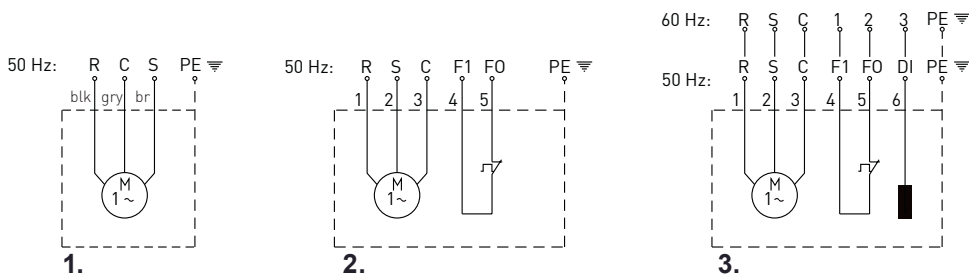 50 Hz: R C S PE
blk gry br
M
1~
1.
50 Hz: R S C F1 F0 PE
1 2 3 4 5
M
1~
2.
60 Hz: R S C 1 2 3 PE
50 Hz: R S C F1 F0 DI PE
1 2 3 4 5 6
M
1~
3.